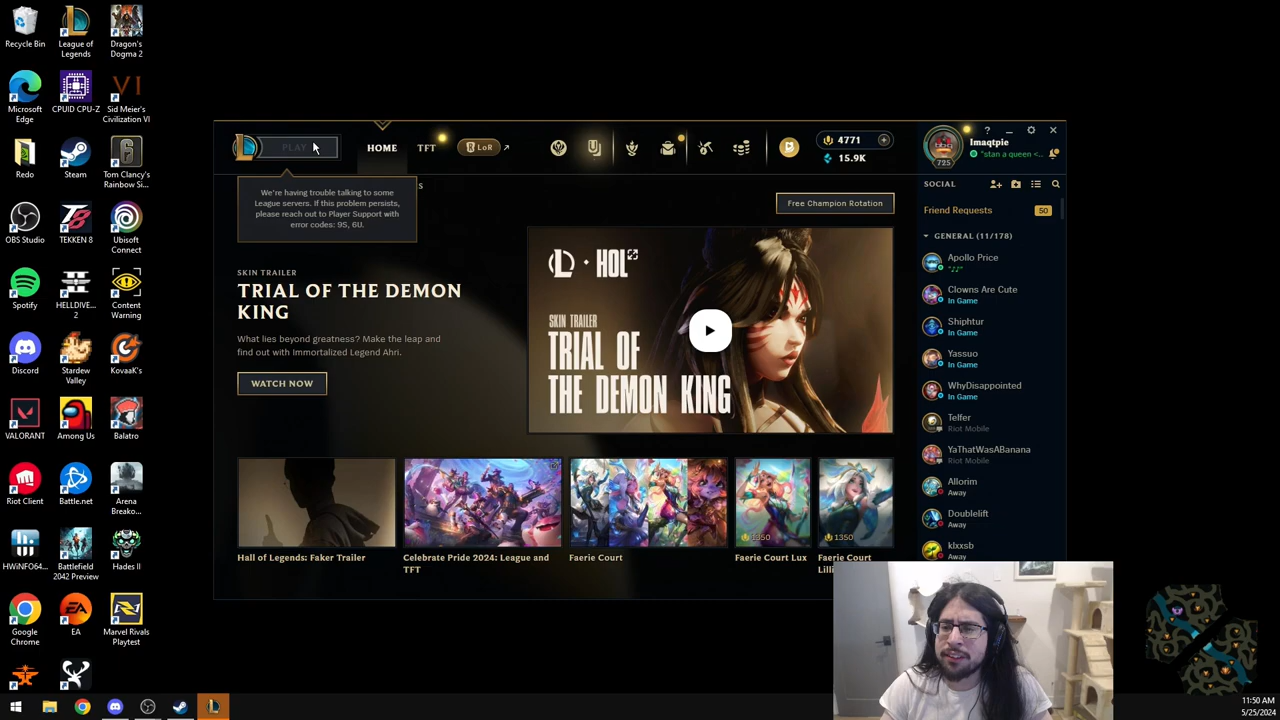 Recycle Bin
League of
Legends
Dragon's
Dogma 2
Microsoft
Edge
CPUID CPU-Z
Sid Meier's
Civilization VI
Redo
Steam
Tom Clancy's
Rainbow Si...
OBS Studio
TEKKEN 8
Ubisoft
Connect
Spotify
HELLDIVE...
2
Content
Warning
Discord
Stardew
Valley
KovaaK's
VALORANT
Among Us
Balatro
Riot Client
Battle.net
Arena
Breako...
HWiNFO64...
Battlefield
2042 Preview
Hades II
Google
Chrome
EA
Marvel Rivals
Playtest
PLAY
HOME
TFT
LoR
4771
15.9K
725
Imaqtpie
"stan a queen <..
We're having trouble talking to some
League servers. If this problem persists,
please reach out to Player Support with
error codes: 9S, 6U.
S
Free Champion Rotation
SKIN TRAILER
TRIAL OF THE DEMON
KING
What lies beyond greatness? Make the leap and
find out with Immortalized Legend Ahri.
WATCH NOW
HOL
SKIN TRAILER
TRIAL OF
THE DEMON KING
Hall of Legends: Faker Trailer
Celebrate Pride 2024: League and
TFT
Faerie Court
1350
Faerie Court Lux
1350
Faerie Court
Lilli
SOCIAL
Friend Requests
50
GENERAL (11/178)
Apollo Price
"♪♪"
Clowns Are Cute
In Game
Shiphtur
In Game
Yassuo
In Game
WhyDisappointed
In Game
Telfer
Riot Mobile
YaThatWasABanana
Riot Mobile
Allorim
Away
Doublelift
Away
klxxsb
Away
11:50 AM
5/25/2024